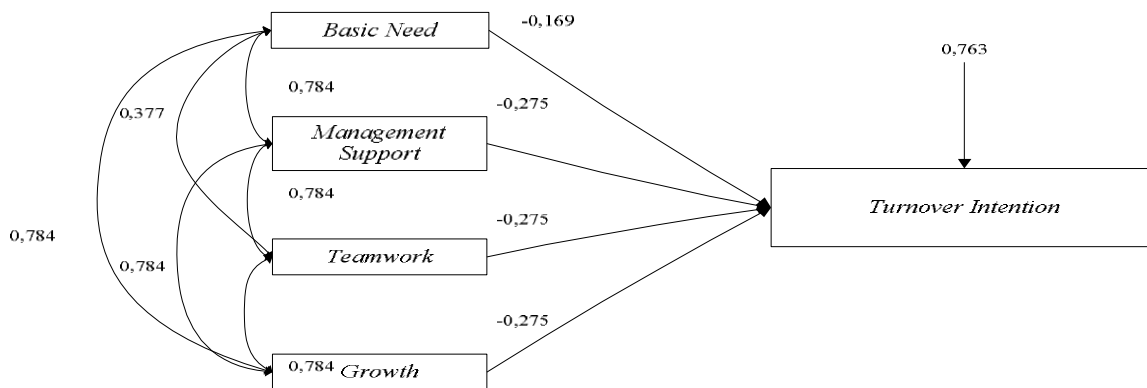 Basic Need
-0,169
0,763
0,784
0,377
-0,275
Management
Support
0,784
Turnover Intention
-0,275
0,784
Teamwork
0,784
-0,275
0,784
Growth